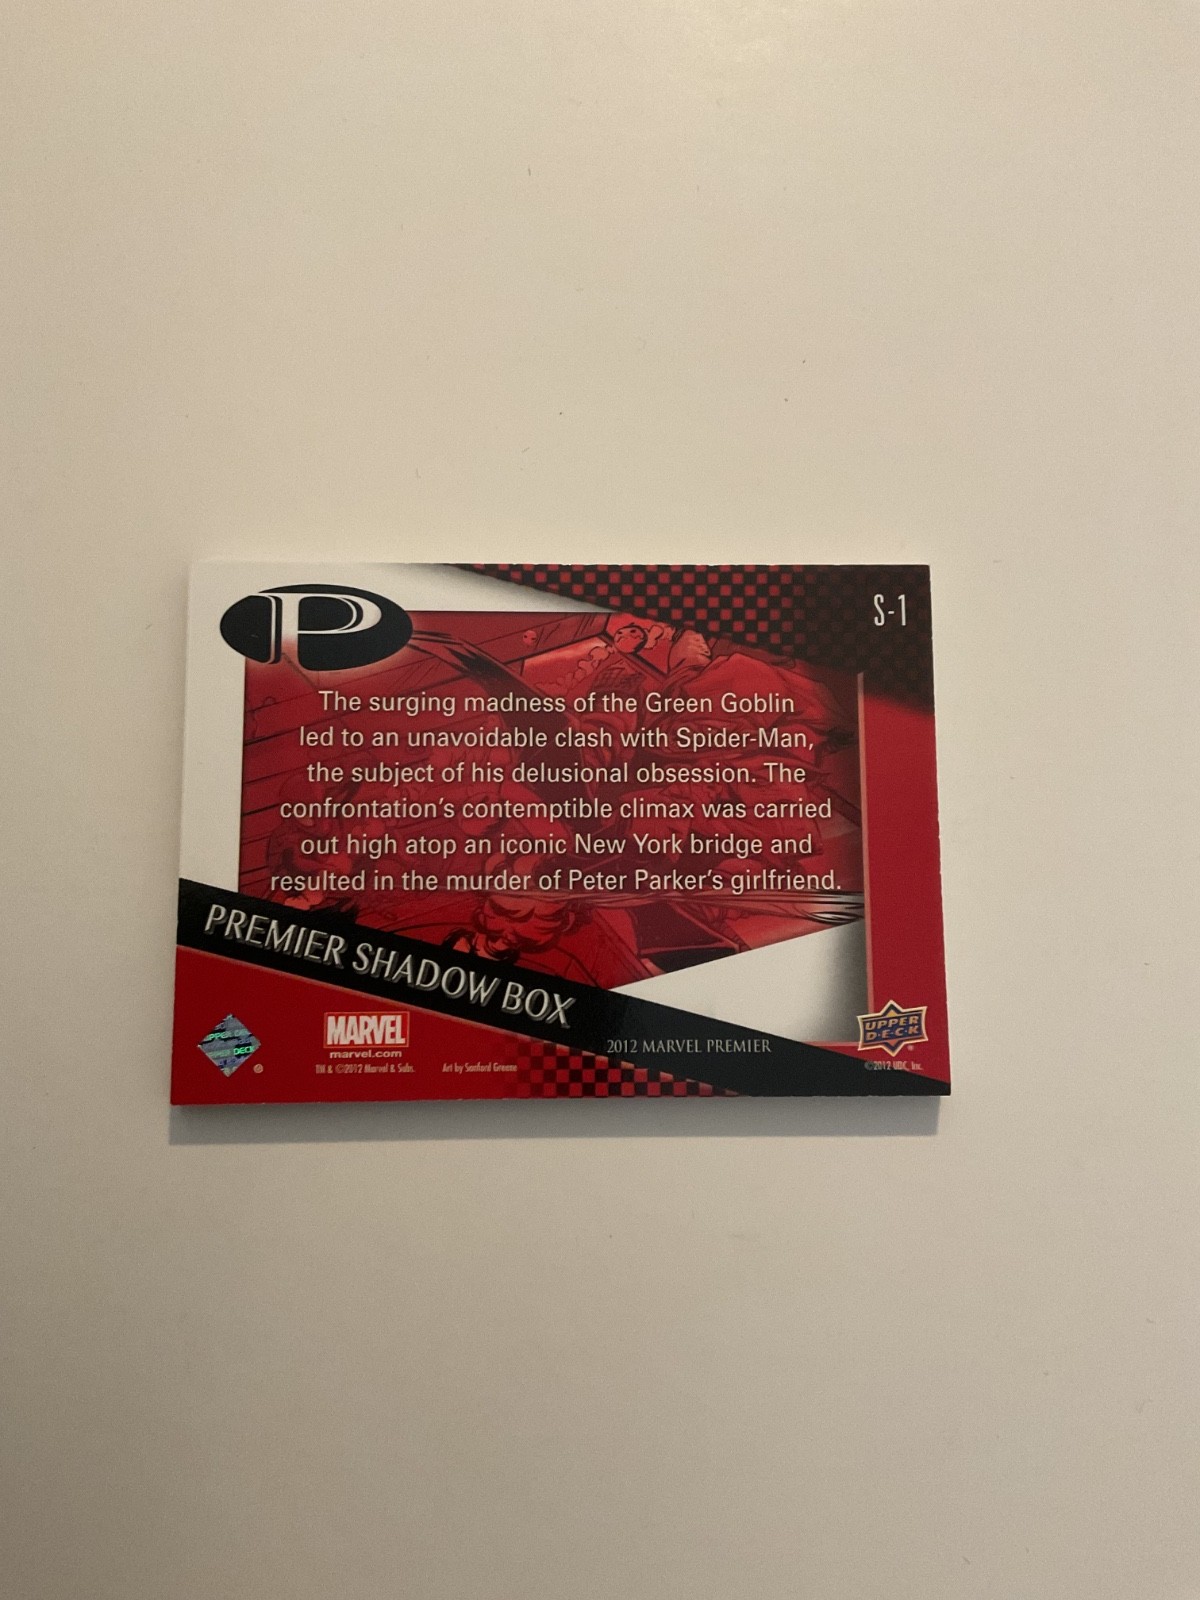 P
S-1
The surging madness of the Green Goblin
led to an unavoidable clash with Spider-Man,
the subject of his delusional obsession. The
confrontation's contemptible climax was carried
out high atop an iconic New York bridge and
resulted in the murder of Peter Parker's girlfriend.
PREMIER SHADOW BOX
2012 MARVEL PREMIER
UPPER
D·E·C·K
©2012 UDC, Inc.
UPPER DECK
MARVEL
marvel.com
TM & ©2012 Marvel & Subs.
Art by Sanford Greene